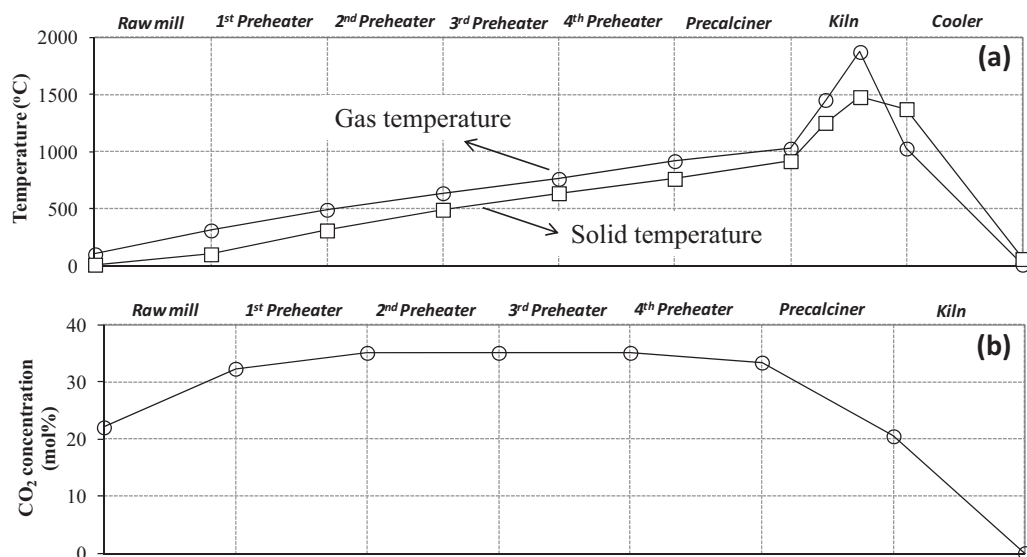 Raw mill 1st Preheater 2nd Preheater 3rd Preheater 4th Preheater Precalciner Kiln Cooler
2000
(a)
1500
Gas temperature
1000
500
Solid temperature
0
Temperature (ºC)
Raw mill 1st Preheater 2nd Preheater 3rd Preheater 4th Preheater Precalciner Kiln
40
(b)
30
20
10
0
CO2 concentration
(mol%)